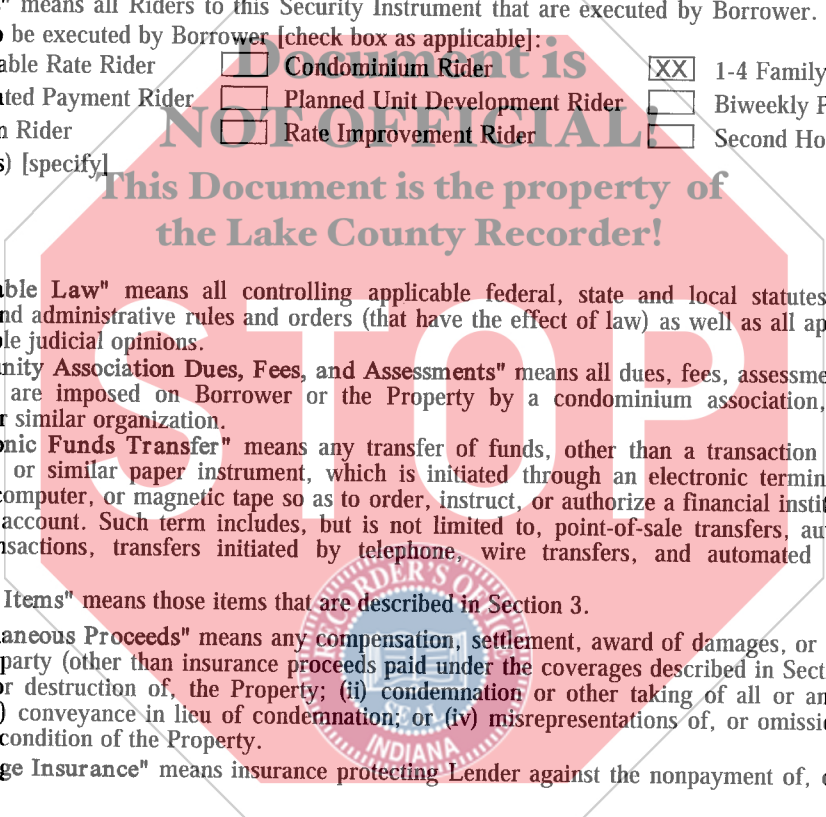 " means all Riders to this Security Instrument that are executed by Borrower.
be executed by Borrower [check box as applicable]:
able Rate Rider Condominium Rider XX 1-4 Family
ted Payment Rider Planned Unit Development Rider Biweekly P
n Rider Rate Improvement Rider Second Ho
s) [specify]
Document is
NOT OFFICIAL!
This Document is the property of
the Lake County Recorder!
able Law" means all controlling applicable federal, state and local statutes
nd administrative rules and orders (that have the effect of law) as well as all ap
le judicial opinions.
nity Association Dues, Fees, and Assessments" means all dues, fees, assessme
are imposed on Borrower or the Property by a condominium association,
r similar organization.
onic Funds Transfer" means any transfer of funds, other than a transaction
or similar paper instrument, which is initiated through an electronic termin
computer, or magnetic tape so as to order, instruct, or authorize a financial instit
account. Such term includes, but is not limited to, point-of-sale transfers, au
nsactions, transfers initiated by telephone, wire transfers, and automated
Items" means those items that are described in Section 3.
aneous Proceeds" means any compensation, settlement, award of damages, or
party (other than insurance proceeds paid under the coverages described in Secti
or destruction of, the Property; (ii) condemnation or other taking of all or an
) conveyance in lieu of condemnation; or (iv) misrepresentations of, or omissio
condition of the Property.
ge Insurance" means insurance protecting Lender against the nonpayment of, o
STOP
RECORDER'S OFFICE
SEAL
INDIANA